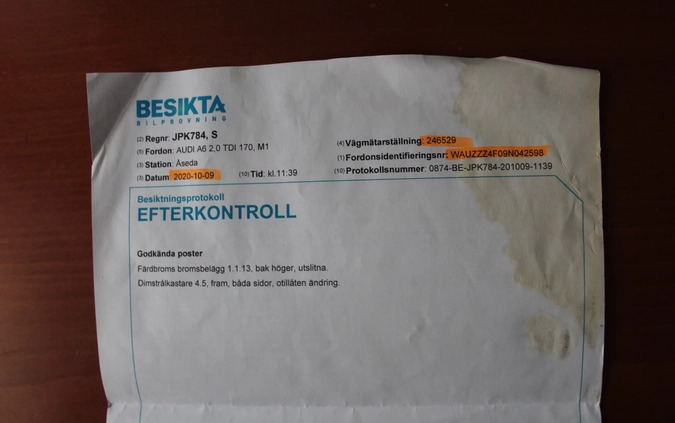 BESIKTA
BILPROVNING
(2) Regnr: JPK784, S
(1) Fordon: AUDI A6 2.0 TDI 170, M1
(3) Station: Åseda
(3) Datum: 2020-10-09 (10) Tid: kl.11:39
(4) Vägmätarställning: 246529
(1) Fordonsidentifieringsnr: WAUZZZ4F09N042598
(10) Protokollsnummer: 0874-BE-JPK784-201009-1139
Besiktningsprotokoll
EFTERKONTROLL
Godkända poster
Färdbroms bromsbelägg 1.1.13, bak höger, utslitna.
Dimstrålkastare 4.5, fram, båda sidor, otillåten ändring.